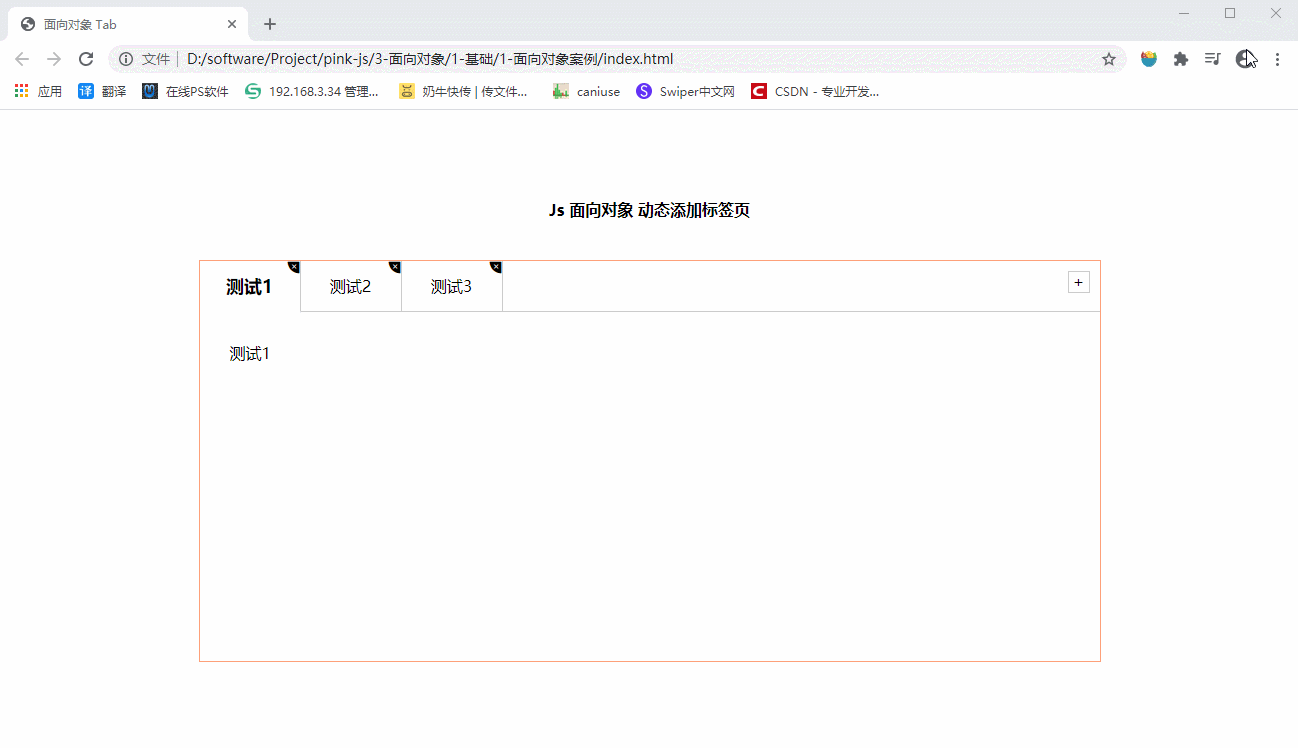 面向对象 Tab
文件 D:/software/Project/pink-js/3-面向对象/1-基础/1-面向对象案例/index.html
应用 翻译 在线PS软件 192.168.3.34 管理... 奶牛快传 | 传文件... caniuse Swiper中文网 CSDN - 专业开发...
Js 面向对象 动态添加标签页
测试1 测试2 测试3 +
测试1